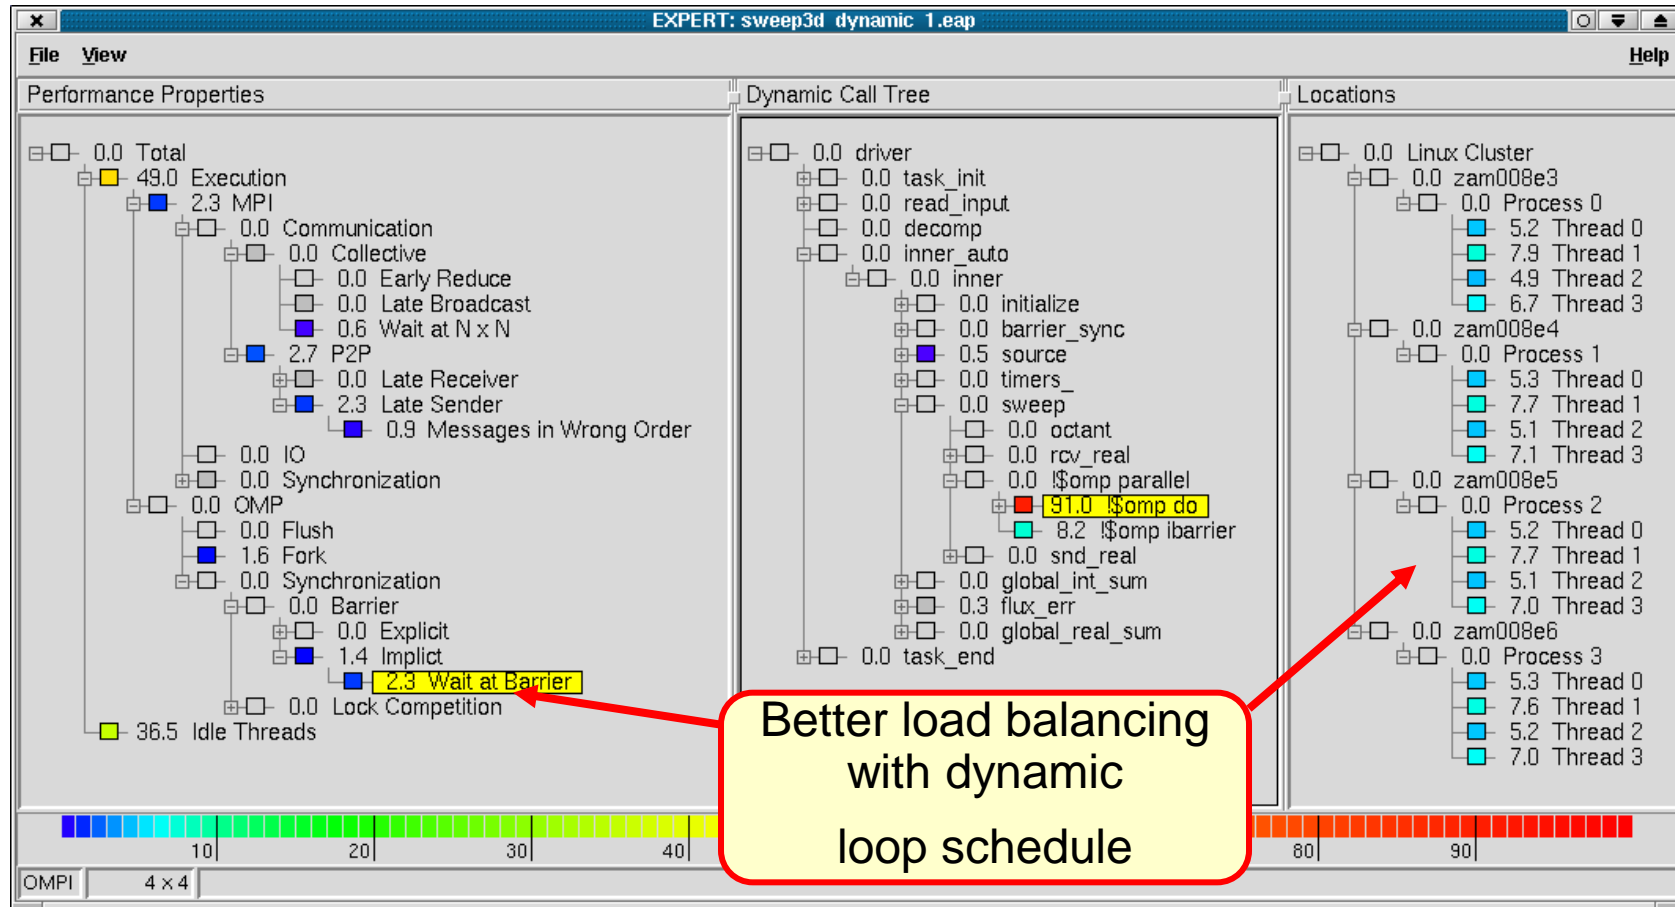 EXPERT: sweep3d dynamic 1.eap
File View Help
Performance Properties
0.0 Total
49.0 Execution
2.3 MPI
0.0 Communication
0.0 Collective
0.0 Early Reduce
0.0 Late Broadcast
0.6 Wait at N x N
2.7 P2P
0.0 Late Receiver
2.3 Late Sender
0.9 Messages in Wrong Order
0.0 IO
0.0 Synchronization
0.0 OMP
0.0 Flush
1.6 Fork
0.0 Synchronization
0.0 Barrier
0.0 Explicit
1.4 Implict
2.3 Wait at Barrier
0.0 Lock Competition
36.5 Idle Threads
Dynamic Call Tree
0.0 driver
0.0 task_init
0.0 read_input
0.0 decomp
0.0 inner_auto
0.0 inner
0.0 initialize
0.0 barrier_sync
0.5 source
0.0 timers_
0.0 sweep
0.0 octant
0.0 rcv_real
0.0 !$omp parallel
91.0 !$omp do
8.2 !$omp ibarrier
0.0 snd_real
0.0 global_int_sum
0.3 flux_err
0.0 global_real_sum
0.0 task_end
Locations
0.0 Linux Cluster
0.0 zam008e3
0.0 Process 0
5.2 Thread 0
7.9 Thread 1
4.9 Thread 2
6.7 Thread 3
0.0 zam008e4
0.0 Process 1
5.3 Thread 0
7.7 Thread 1
5.1 Thread 2
7.1 Thread 3
0.0 zam008e5
0.0 Process 2
5.2 Thread 0
7.7 Thread 1
5.1 Thread 2
7.0 Thread 3
0.0 zam008e6
0.0 Process 3
5.3 Thread 0
7.6 Thread 1
5.2 Thread 2
7.0 Thread 3
Better load balancing
with dynamic
loop schedule
10 20 30 40 80 90
OMPI 4 x 4